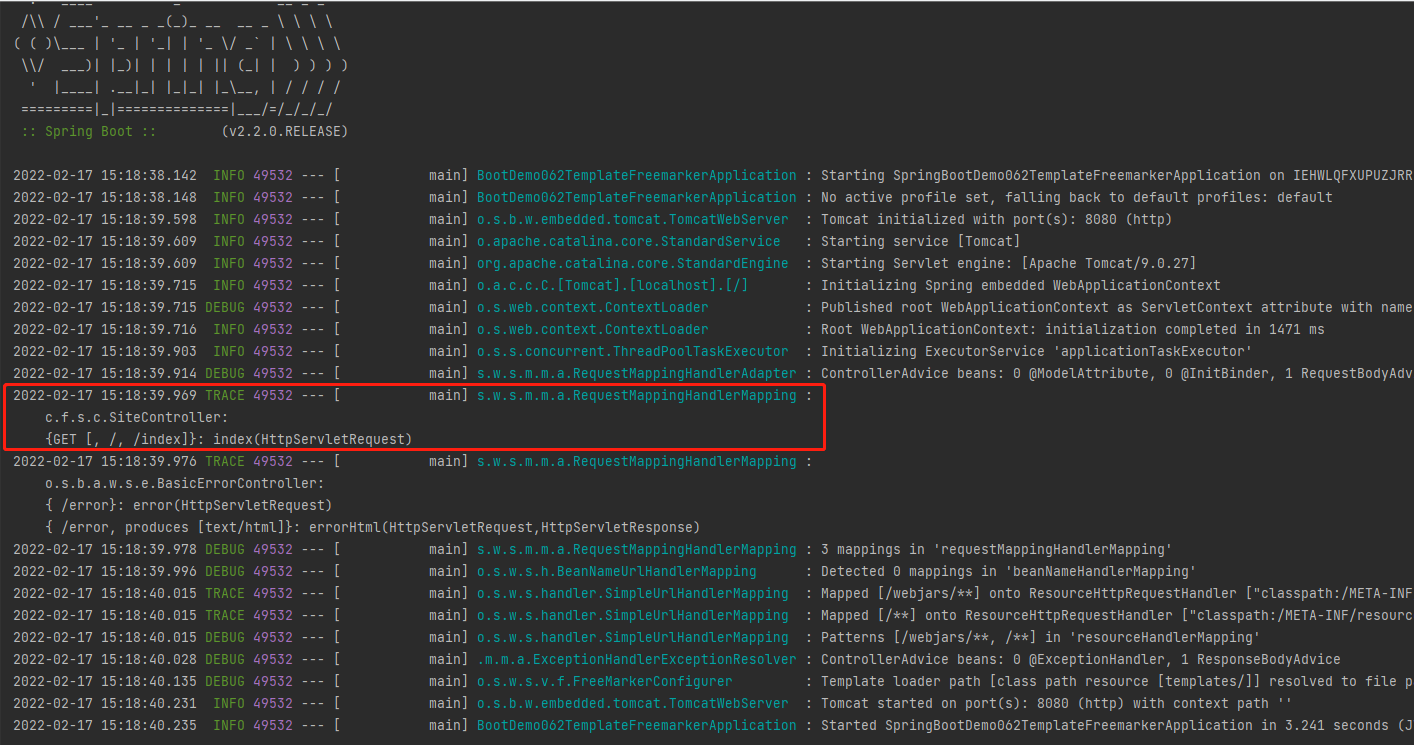 /\\ / ___'_ __ _ _(_)_ __  __ _ \ \ \ \
( ( )\___ | '_ | '_| | '_ \/ _` | \ \ \ \
 \\/  ___)| |_)| | | | | || (_| |  ) ) ) )
  '  |____| .__|_| |_|_| |_\__, | / / / /
 =========|_|==============|___/=/_/_/_/
 :: Spring Boot ::        (v2.2.0.RELEASE)
2022-02-17 15:18:38.142  INFO 49532 --- [           main] BootDemo062TemplateFreemarkerApplication : Starting SpringBootDemo062TemplateFreemarkerApplication on IEHWLQFXUPUZJRR
2022-02-17 15:18:38.148  INFO 49532 --- [           main] BootDemo062TemplateFreemarkerApplication : No active profile set, falling back to default profiles: default
2022-02-17 15:18:39.598  INFO 49532 --- [           main] o.s.b.w.embedded.tomcat.TomcatWebServer  : Tomcat initialized with port(s): 8080 (http)
2022-02-17 15:18:39.609  INFO 49532 --- [           main] o.apache.catalina.core.StandardService   : Starting service [Tomcat]
2022-02-17 15:18:39.609  INFO 49532 --- [           main] org.apache.catalina.core.StandardEngine  : Starting Servlet engine: [Apache Tomcat/9.0.27]
2022-02-17 15:18:39.715  INFO 49532 --- [           main] o.a.c.c.C.[Tomcat].[localhost].[/]       : Initializing Spring embedded WebApplicationContext
2022-02-17 15:18:39.715 DEBUG 49532 --- [           main] o.s.web.context.ContextLoader            : Published root WebApplicationContext as ServletContext attribute with name
2022-02-17 15:18:39.716  INFO 49532 --- [           main] o.s.web.context.ContextLoader            : Root WebApplicationContext: initialization completed in 1471 ms
2022-02-17 15:18:39.903  INFO 49532 --- [           main] o.s.s.concurrent.ThreadPoolTaskExecutor  : Initializing ExecutorService 'applicationTaskExecutor'
2022-02-17 15:18:39.914 DEBUG 49532 --- [           main] s.w.s.m.m.a.RequestMappingHandlerAdapter : ControllerAdvice beans: 0 @ModelAttribute, 0 @InitBinder, 1 RequestBodyAdv
2022-02-17 15:18:39.969 TRACE 49532 --- [           main] s.w.s.m.m.a.RequestMappingHandlerMapping :
    c.f.s.c.SiteController:
    {GET [, /, /index]}: index(HttpServletRequest)
2022-02-17 15:18:39.976 TRACE 49532 --- [           main] s.w.s.m.m.a.RequestMappingHandlerMapping :
    o.s.b.a.w.s.e.BasicErrorController:
    { /error}: error(HttpServletRequest)
    { /error, produces [text/html]}: errorHtml(HttpServletRequest,HttpServletResponse)
2022-02-17 15:18:39.978 DEBUG 49532 --- [           main] s.w.s.m.m.a.RequestMappingHandlerMapping : 3 mappings in 'requestMappingHandlerMapping'
2022-02-17 15:18:39.996 DEBUG 49532 --- [           main] o.s.w.s.h.BeanNameUrlHandlerMapping      : Detected 0 mappings in 'beanNameHandlerMapping'
2022-02-17 15:18:40.015 TRACE 49532 --- [           main] o.s.w.s.handler.SimpleUrlHandlerMapping  : Mapped [/webjars/**] onto ResourceHttpRequestHandler ["classpath:/META-INF
2022-02-17 15:18:40.015 TRACE 49532 --- [           main] o.s.w.s.handler.SimpleUrlHandlerMapping  : Mapped [/**] onto ResourceHttpRequestHandler ["classpath:/META-INF/resourc
2022-02-17 15:18:40.015 DEBUG 49532 --- [           main] o.s.w.s.handler.SimpleUrlHandlerMapping  : Patterns [/webjars/**, /**] in 'resourceHandlerMapping'
2022-02-17 15:18:40.028 DEBUG 49532 --- [           main] .m.m.a.ExceptionHandlerExceptionResolver : ControllerAdvice beans: 0 @ExceptionHandler, 1 ResponseBodyAdvice
2022-02-17 15:18:40.135 DEBUG 49532 --- [           main] o.s.w.s.v.f.FreeMarkerConfigurer         : Template loader path [class path resource [templates/]] resolved to file p
2022-02-17 15:18:40.231  INFO 49532 --- [           main] o.s.b.w.embedded.tomcat.TomcatWebServer  : Tomcat started on port(s): 8080 (http) with context path ''
2022-02-17 15:18:40.235  INFO 49532 --- [           main] BootDemo062TemplateFreemarkerApplication : Started SpringBootDemo062TemplateFreemarkerApplication in 3.241 seconds (J